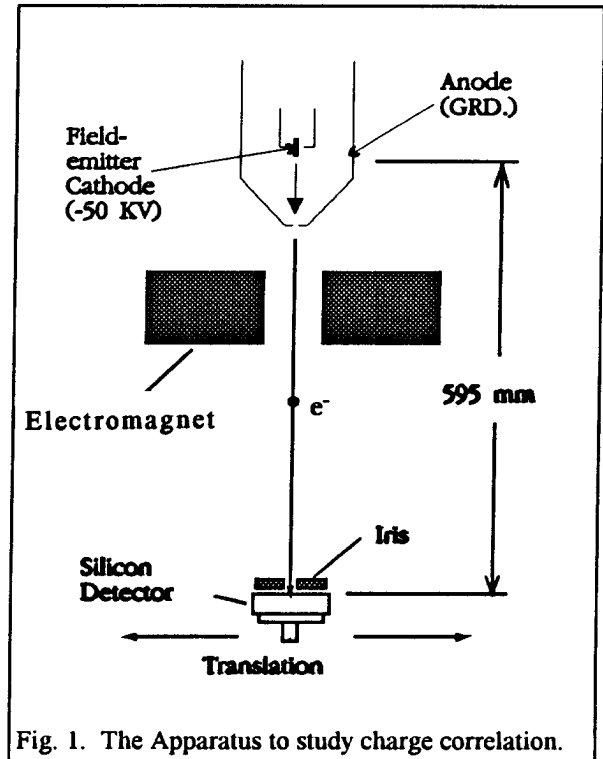 Anode
(GRD.)
Field-
emitter
Cathode
(-50 KV)
595 mm
e-
Electromagnet
Iris
Silicon
Detector
Translation
Fig. 1. The Apparatus to study charge correlation.